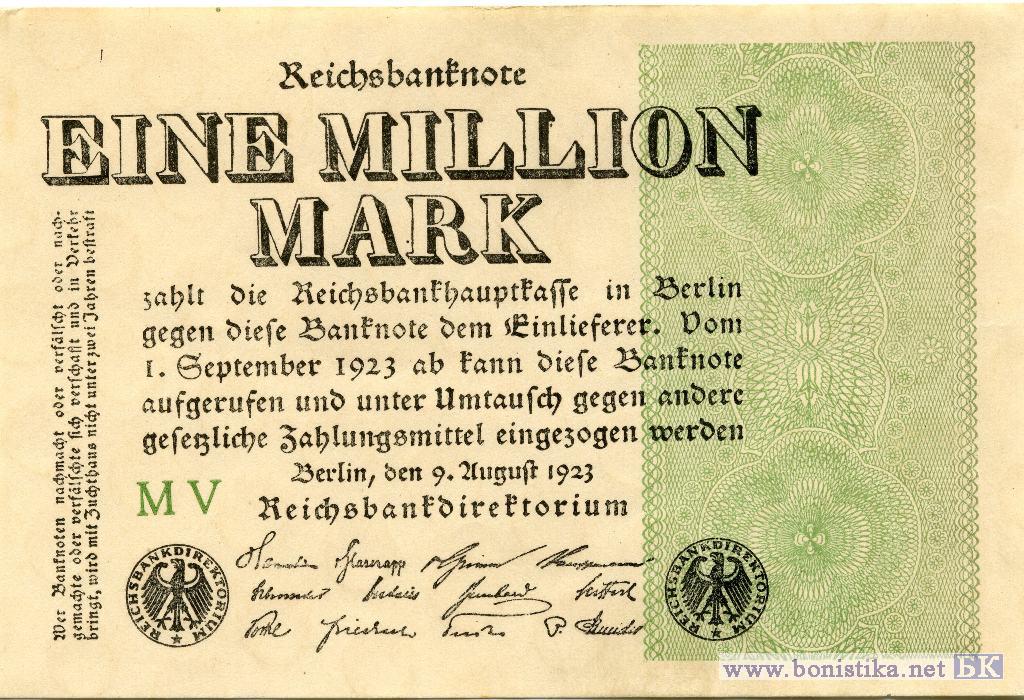 Reichsbanknote
EINE MILLION
MARK
zahlt die Reichsbankhauptkasse in Berlin
gegen diese Banknote dem Einlieferer. Vom
1. September 1923 ab kann diese Banknote
aufgerufen und unter Umtausch gegen andere
gesetzliche Zahlungsmittel eingezogen werden
Berlin, den 9. August 1923
MV Reichsbankdirektorium
Wer Banknoten nachmacht oder verfälscht oder nach-
gemachte oder verfälschte sich verschafft und in Verkehr
bringt, wird mit Zuchthaus nicht unter zwei Jahren bestraft
REICHSBANKDIREKTORIUM
REICHSBANKDIREKTORIUM
www.bonistika.net БК